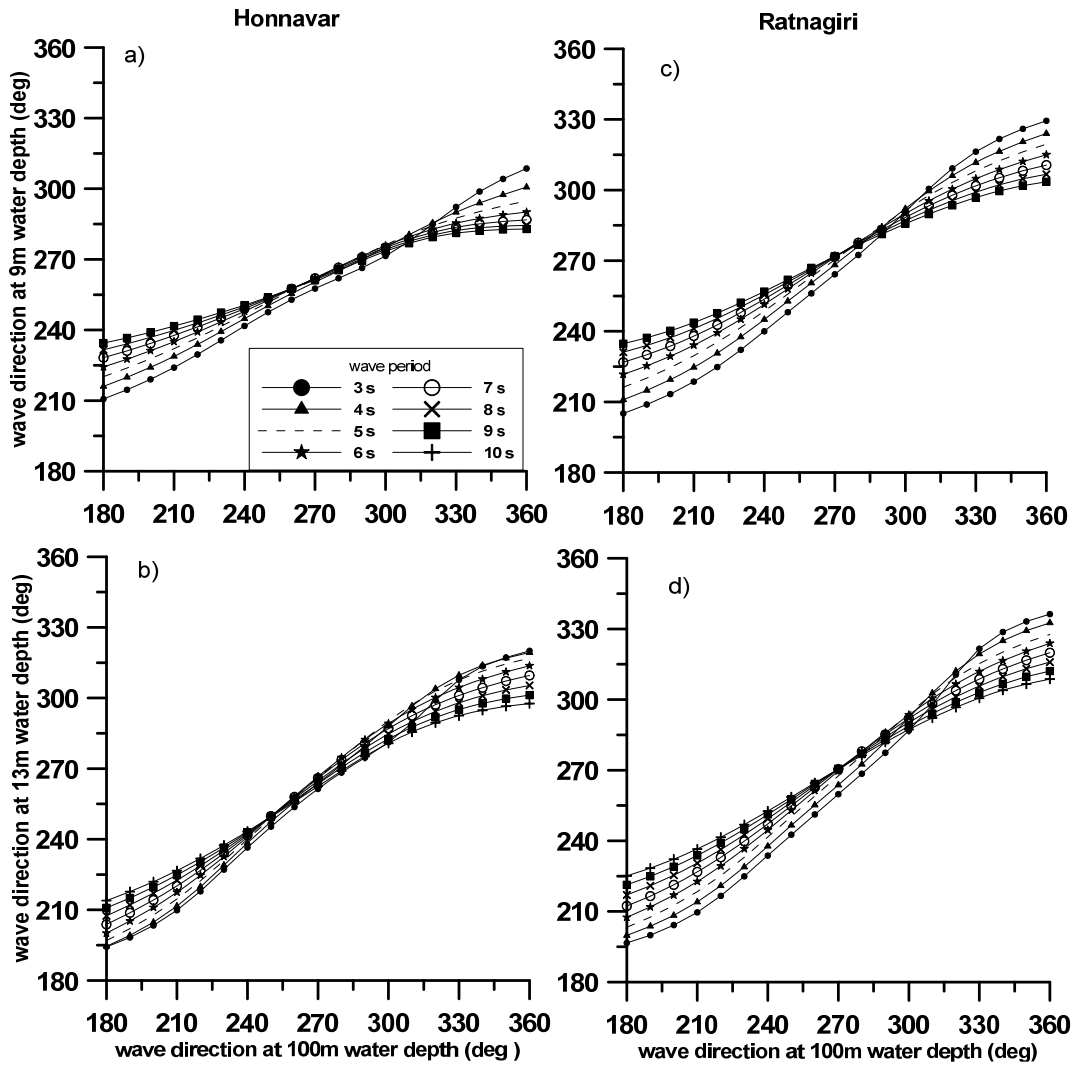 Honnavar
Ratnagiri
a)
360
330
300
270
240
210
180
wave direction at 9m water depth (deg)
wave period
3 s
7 s
4 s
8 s
5 s
9 s
6 s
10 s
180 210 240 270 300 330 360
c)
360
330
300
270
240
210
180
180 210 240 270 300 330 360
b)
360
330
300
270
240
210
180
wave direction at 13m water depth (deg)
180 210 240 270 300 330 360
wave direction at 100m water depth (deg )
d)
360
330
300
270
240
210
180
180 210 240 270 300 330 360
wave direction at 100m water depth (deg)